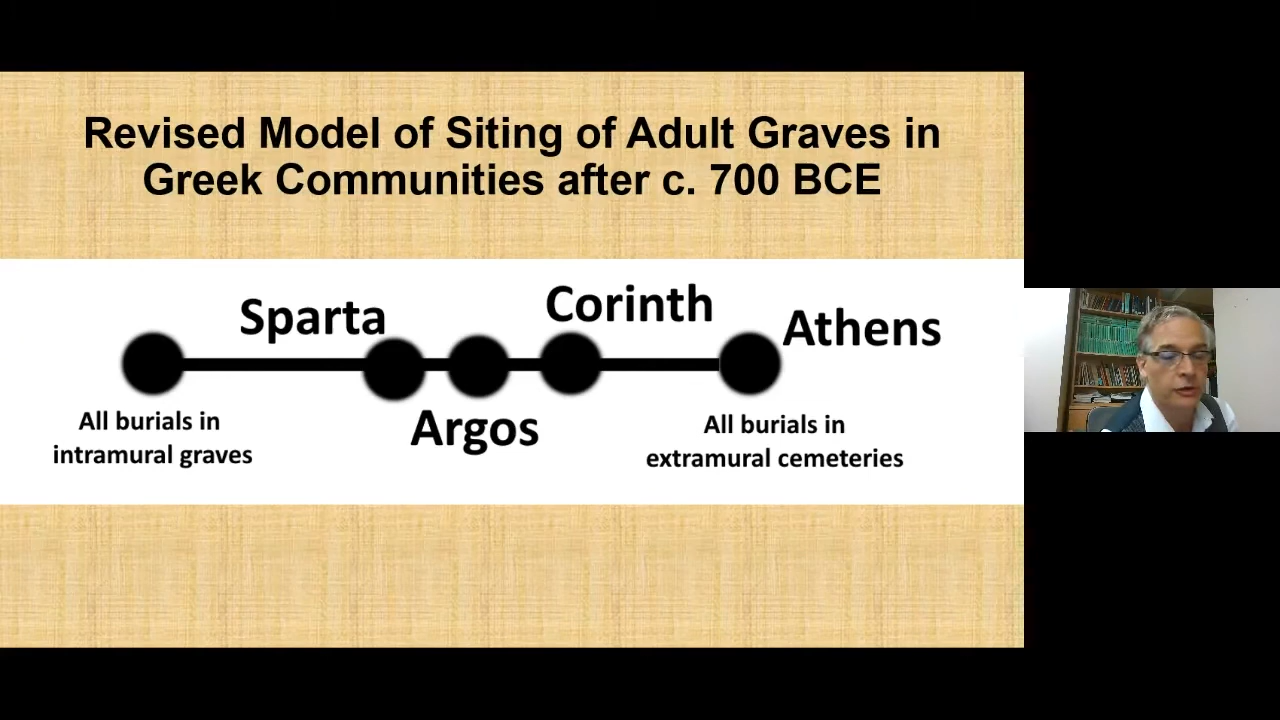 Revised Model of Siting of Adult Graves in
Greek Communities after c. 700 BCE
Sparta
Corinth
Athens
Argos
All burials in
intramural graves
All burials in
extramural cemeteries